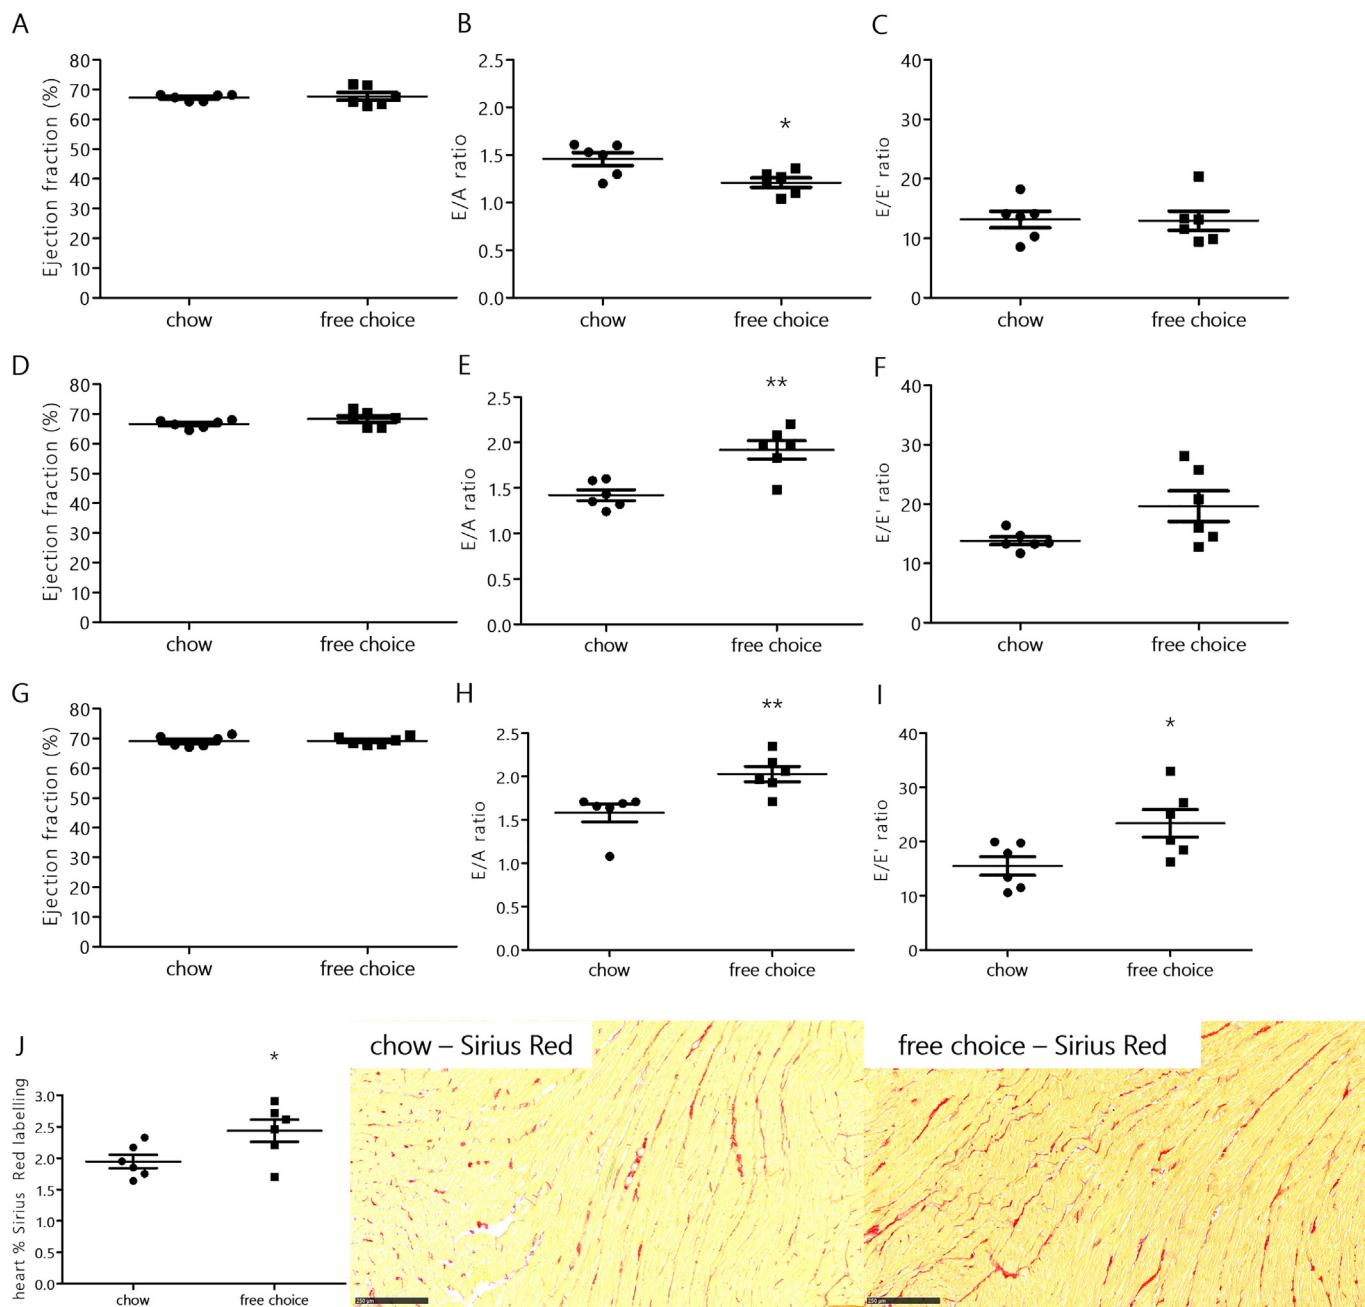 A
B
C
Ejection fraction (%)
80
70
60
50
40
30
20
10
0
chow
free choice
E/A ratio
2.5
2.0
1.5
1.0
0.5
0.0
*
chow
free choice
E/E' ratio
40
30
20
10
0
chow
free choice
D
E
F
Ejection fraction (%)
80
70
60
50
40
30
20
10
0
chow
free choice
E/A ratio
2.5
2.0
1.5
1.0
0.5
0.0
**
chow
free choice
E/E' ratio
40
30
20
10
0
chow
free choice
G
H
I
Ejection fraction (%)
80
70
60
50
40
30
20
10
0
chow
free choice
E/A ratio
2.5
2.0
1.5
1.0
0.5
0.0
**
chow
free choice
E/E' ratio
40
30
20
10
0
*
chow
free choice
J
heart % Sirius Red labelling
3.0
2.5
2.0
1.5
1.0
0.5
0.0
*
chow
free choice
chow – Sirius Red
250 µm
free choice – Sirius Red
250 µm